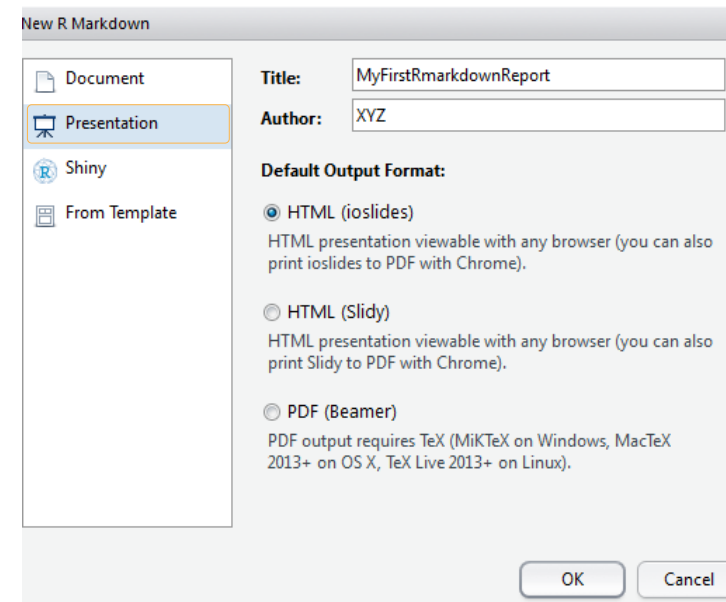 New R Markdown
Document
Presentation
Shiny
From Template
Title: MyFirstRmarkdownReport
Author: XYZ
Default Output Format:
HTML (ioslides)
HTML presentation viewable with any browser (you can also
print ioslides to PDF with Chrome).
HTML (Slidy)
HTML presentation viewable with any browser (you can also
print Slidy to PDF with Chrome).
PDF (Beamer)
PDF output requires TeX (MiKTeX on Windows, MacTeX
2013+ on OS X, TeX Live 2013+ on Linux).
OK Cancel